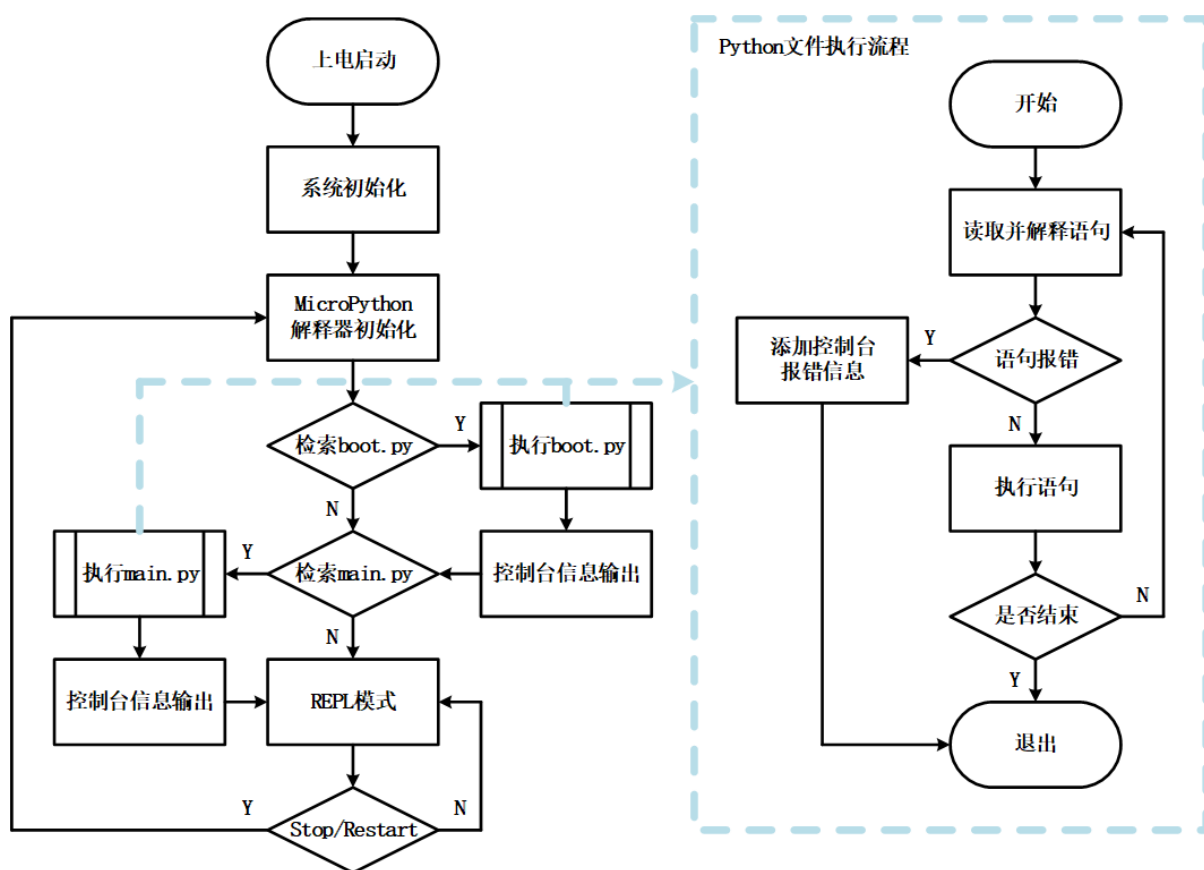 上电启动
系统初始化
MicroPython
解释器初始化
检索boot.py
Y
执行boot.py
N
控制台信息输出
检索main.py
Y
执行main.py
N
控制台信息输出
REPL模式
Stop/Restart
Y
N
Python文件执行流程
开始
读取并解释语句
语句报错
Y
添加控制台
报错信息
N
执行语句
是否结束
N
Y
退出